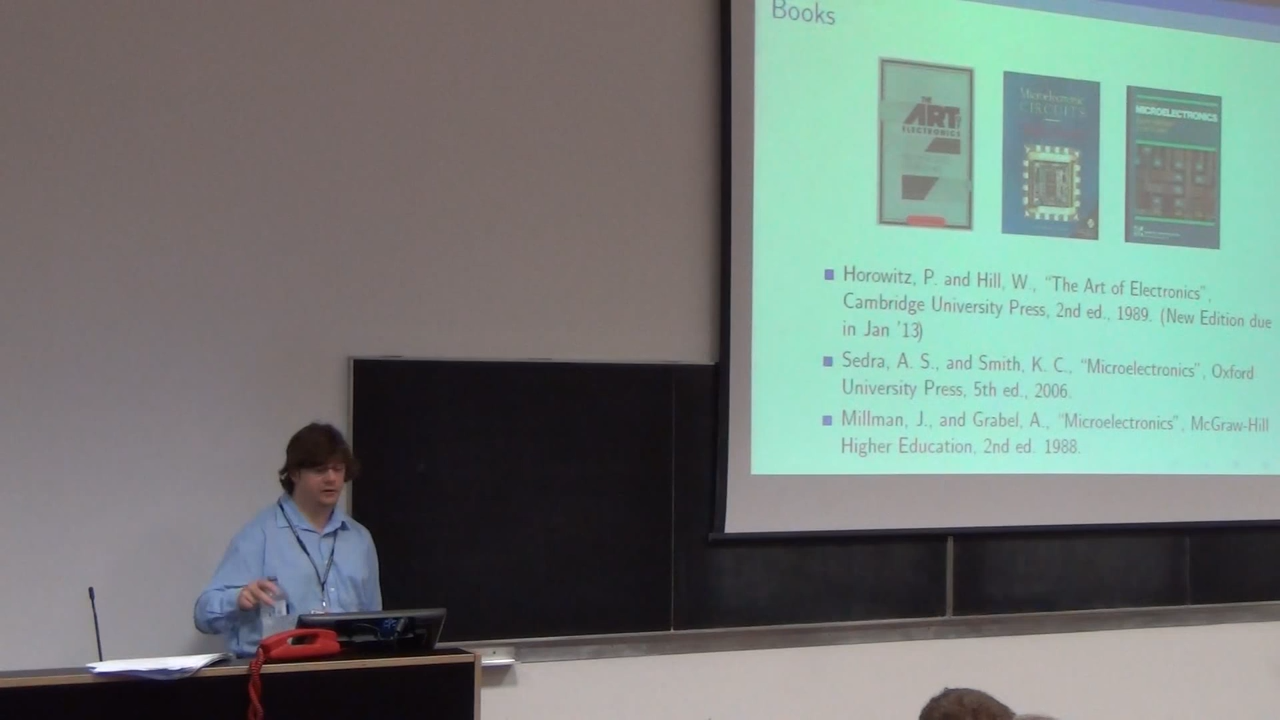 Books
THE
ART OF
ELECTRONICS
Microelectronic
CIRCUITS
MICROELECTRONICS
Horowitz, P. and Hill, W., “The Art of Electronics”,
Cambridge University Press, 2nd ed., 1989. (New Edition due
in Jan '13)
Sedra, A. S., and Smith, K. C., “Microelectronics”, Oxford
University Press, 5th ed., 2006.
Millman, J., and Grabel, A., “Microelectronics”, McGraw-Hill
Higher Education, 2nd ed. 1988.